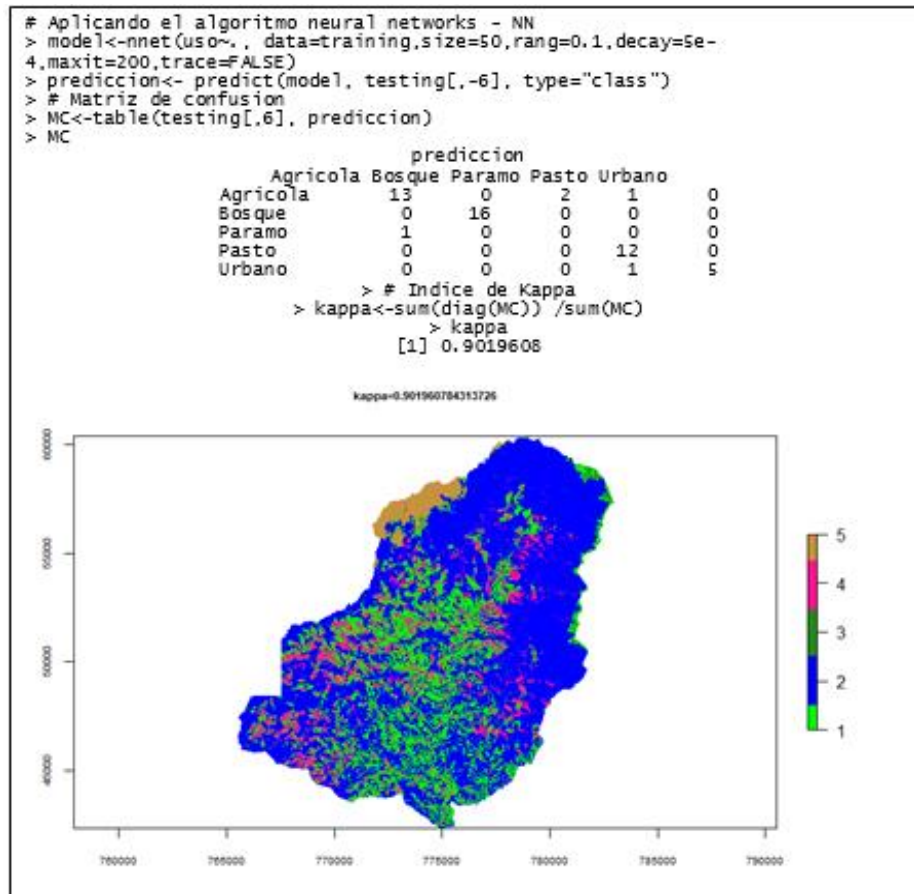 # Aplicando el algoritmo neural networks - NN
> model<-nnet(uso~., data=training,size=50,rang=0.1,decay=5e-
4,maxit=200,trace=FALSE)
> prediccion<- predict(model, testing[,-6], type="class")
> # Matriz de confusion
> MC<-table(testing[,6], prediccion)
> MC
prediccion
Agricola Bosque Paramo Pasto Urbano
Agricola 13 0 2 1 0
Bosque 0 16 0 0 0
Paramo 1 0 0 0 0
Pasto 0 0 0 12 0
Urbano 0 0 0 1 5
> # Indice de Kappa
> kappa<-sum(diag(MC)) /sum(MC)
> kappa
[1] 0.9019608
kappa=0.901960784313726
60000
55000
50000
45000
40000
5
4
3
2
1
760000 765000 770000 775000 780000 785000 790000